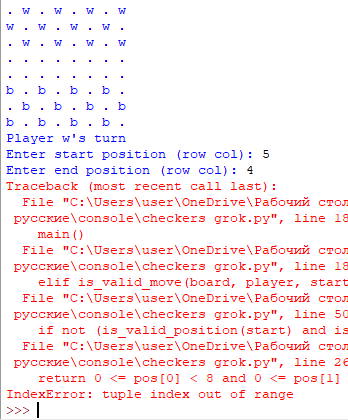 . w . w . w . w
w . w . w . w .
. w . w . w . w
. . . . . . . .
. . . . . . . .
b . b . b . b .
. b . b . b . b
b . b . b . b .
Player w's turn
Enter start position (row col): 5
Enter end position (row col): 4
Traceback (most recent call last):
File "C:\Users\user\OneDrive\Рабочий стол
русские\console\checkers grok.py", line 18
main()
File "C:\Users\user\OneDrive\Рабочий стол
русские\console\checkers grok.py", line 18
elif is_valid_move(board, player, start
File "C:\Users\user\OneDrive\Рабочий стол
русские\console\checkers grok.py", line 50
if not (is_valid_position(start) and is
File "C:\Users\user\OneDrive\Рабочий стол
русские\console\checkers grok.py", line 26
return 0 <= pos[0] < 8 and 0 <= pos[1]
IndexError: tuple index out of range
>>>